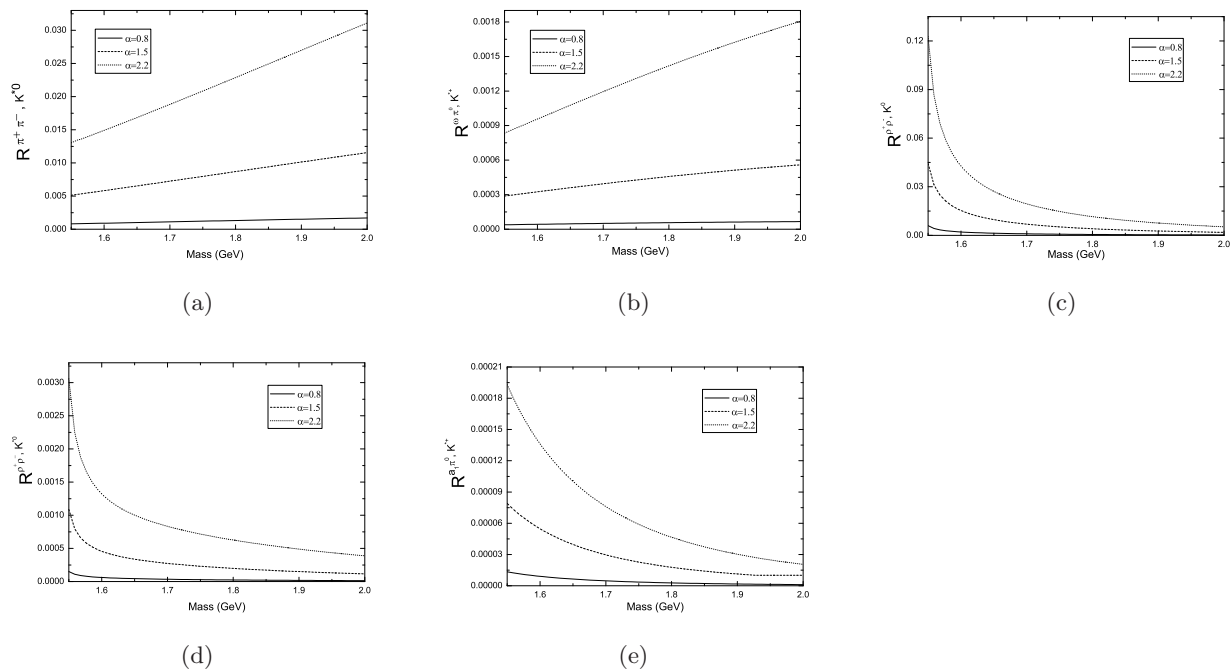 0.030
0.025
0.020
0.015
0.010
0.005
0.000
R π+ π- , K*0
α=0.8
α=1.5
α=2.2
1.6 1.7 1.8 1.9 2.0
Mass (GeV)
(a)
0.0018
0.0015
0.0012
0.0009
0.0006
0.0003
0.0000
R ω π0, K*+
α=0.8
α=1.5
α=2.2
1.6 1.7 1.8 1.9 2.0
Mass (GeV)
(b)
0.12
0.09
0.06
0.03
0.00
R ρ+ρ-, K0
α=0.8
α=1.5
α=2.2
1.6 1.7 1.8 1.9 2.0
Mass (GeV)
(c)
0.0030
0.0025
0.0020
0.0015
0.0010
0.0005
0.0000
R ρ+ρ-, K*0
α=0.8
α=1.5
α=2.2
1.6 1.7 1.8 1.9 2.0
Mass (GeV)
(d)
0.00021
0.00018
0.00015
0.00012
0.00009
0.00006
0.00003
0.00000
R a1π0, K*+
α=0.8
α=1.5
α=2.2
1.6 1.7 1.8 1.9 2.0
Mass (GeV)
(e)